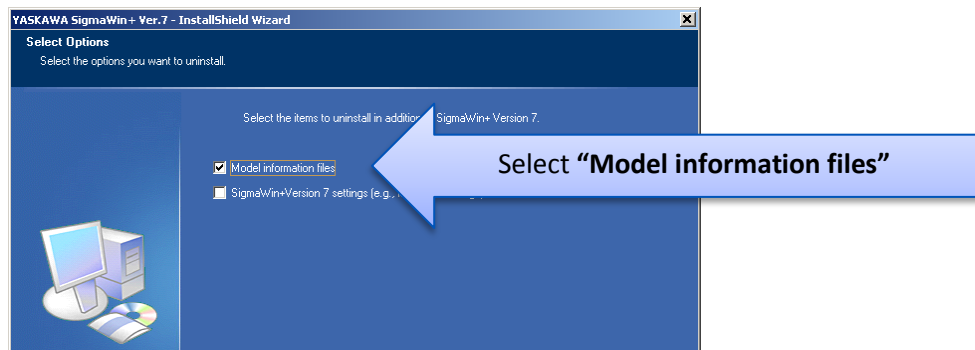 YASKAWA SigmaWin+ Ver.7 - InstallShield Wizard
Select Options
Select the options you want to uninstall.
Select the items to uninstall in addition SigmaWin+ Version 7.
Model information files
SigmaWin+Version 7 settings (e.g.,
Select “Model information files”